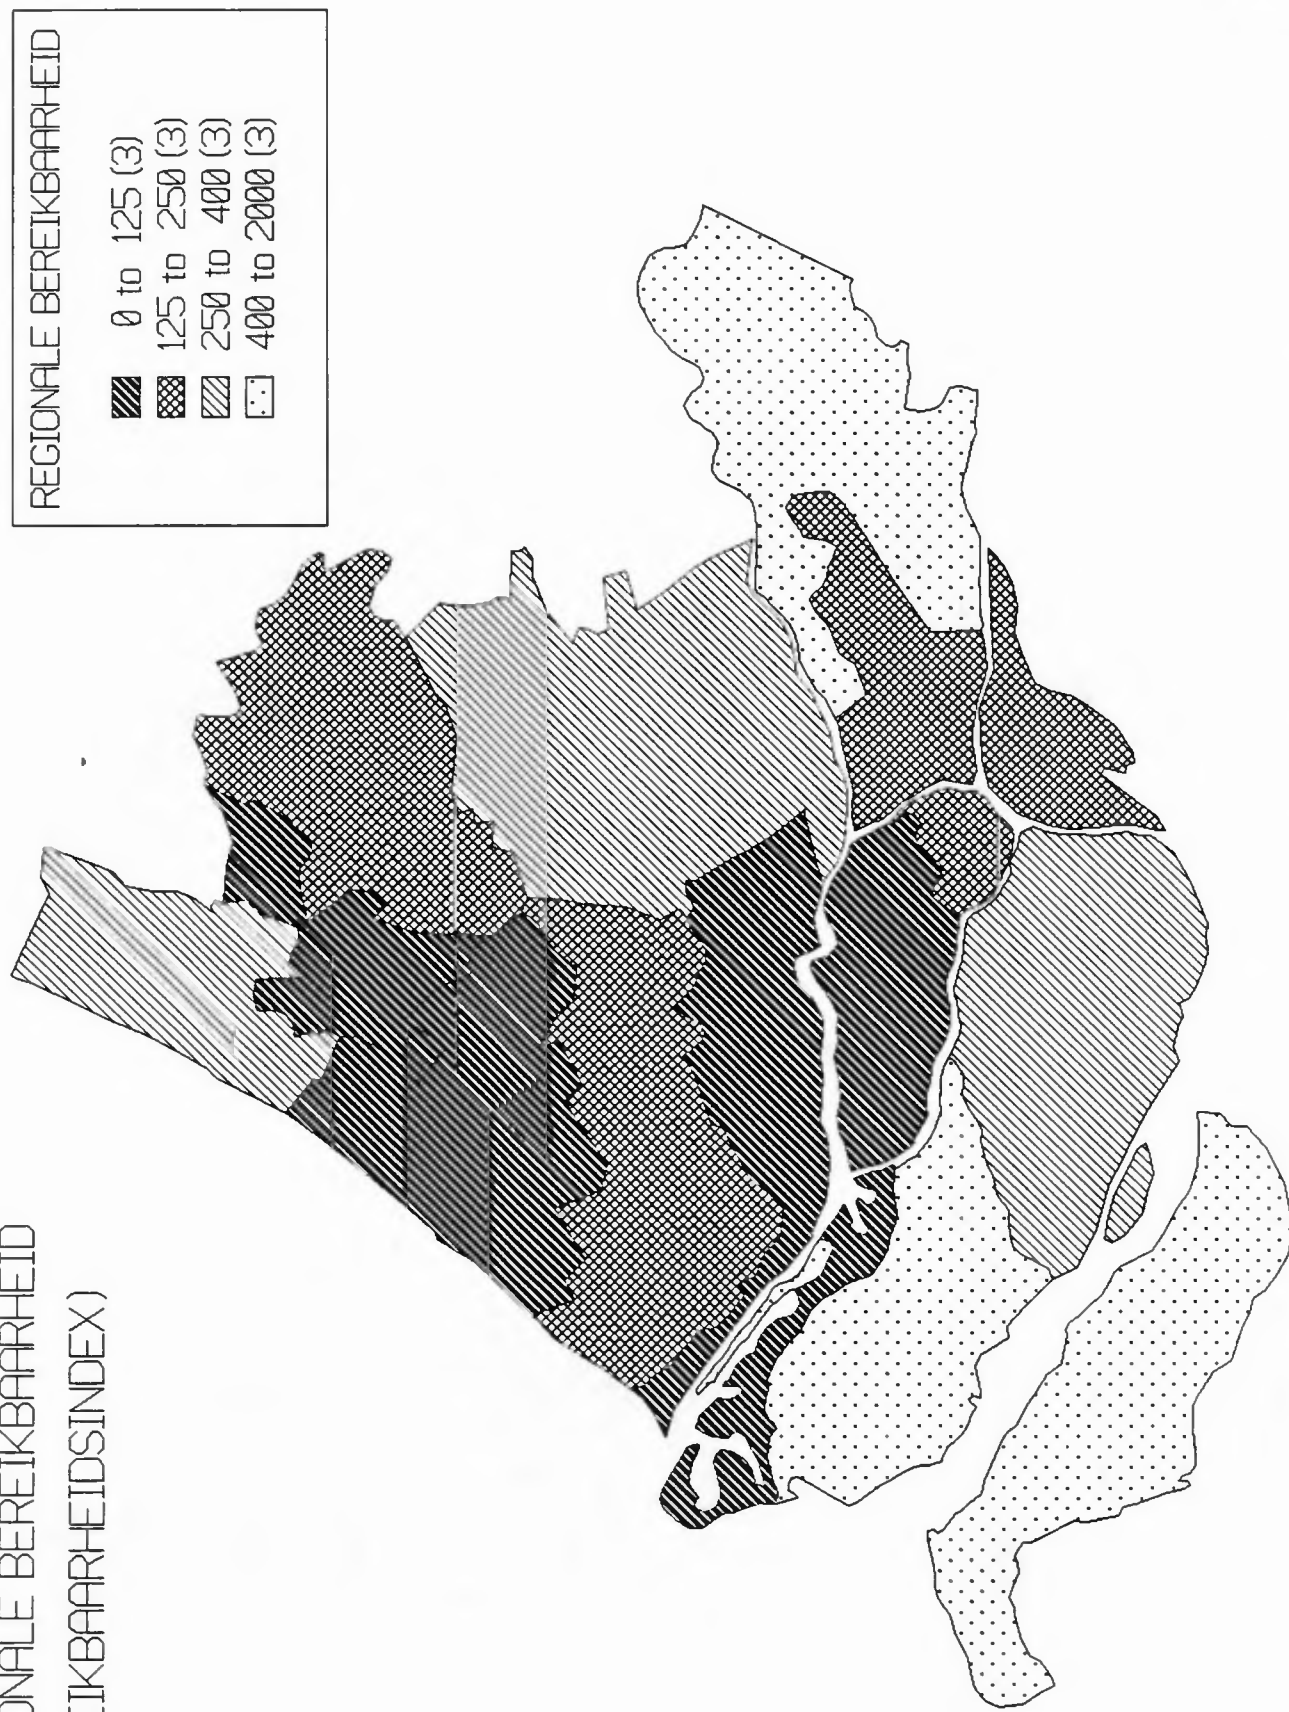 ONALE BEREIKBAARHEID
IKBAARHEIDSINDEX)
REGIONALE BEREIKBAARHEID
0 to 125 (3)
125 to 250 (3)
250 to 400 (3)
400 to 2000 (3)